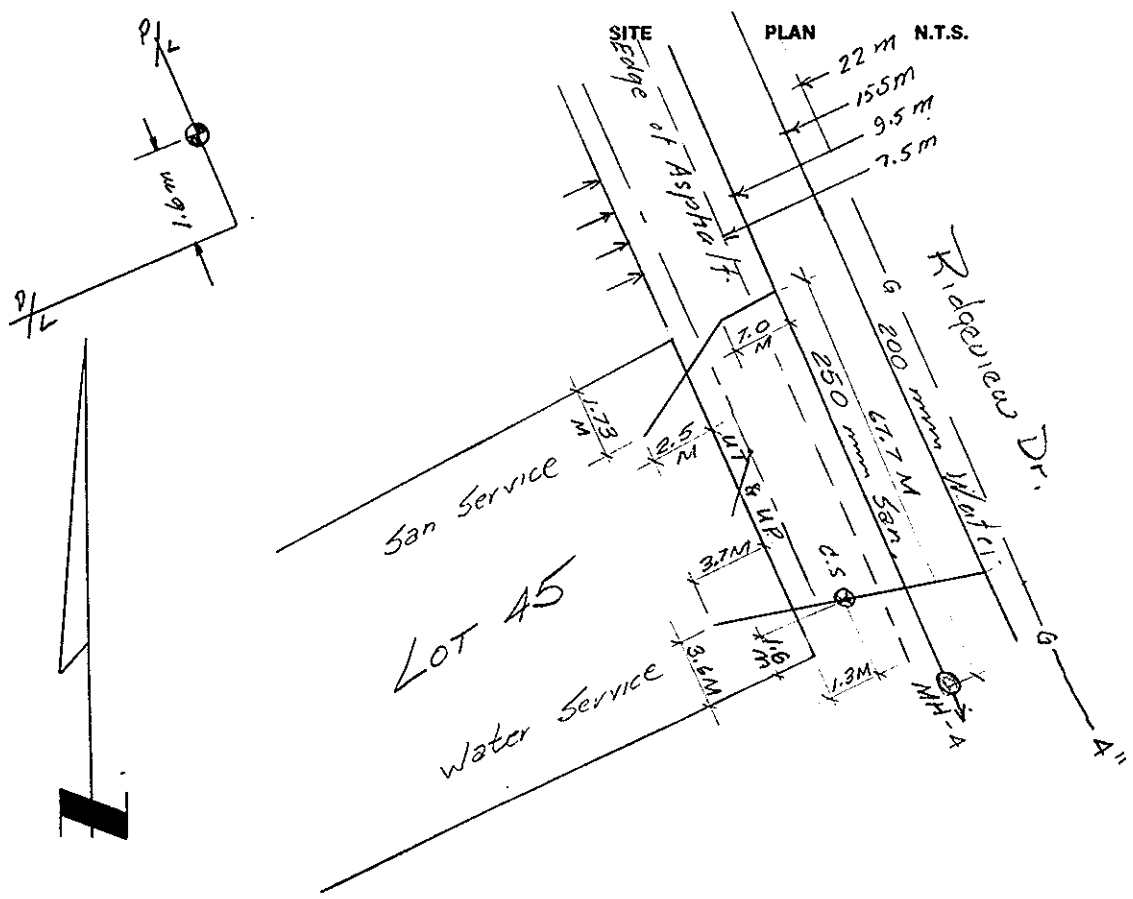 SITE PLAN N.T.S.
P/L
1.6 m
P/L
22 m
15.5m
9.5 m
7.5 m
Edge of Asphalt.
Ridgeview Dr.
G
200 mm Water
7.0
M
67.7 M
250 mm San.
1.73
M
2.5
M
UT & UP
San Service
3.7M
C.S
LOT 45
3.6M
1.6
m
1.3M
Water Service
MH-A
G
4"